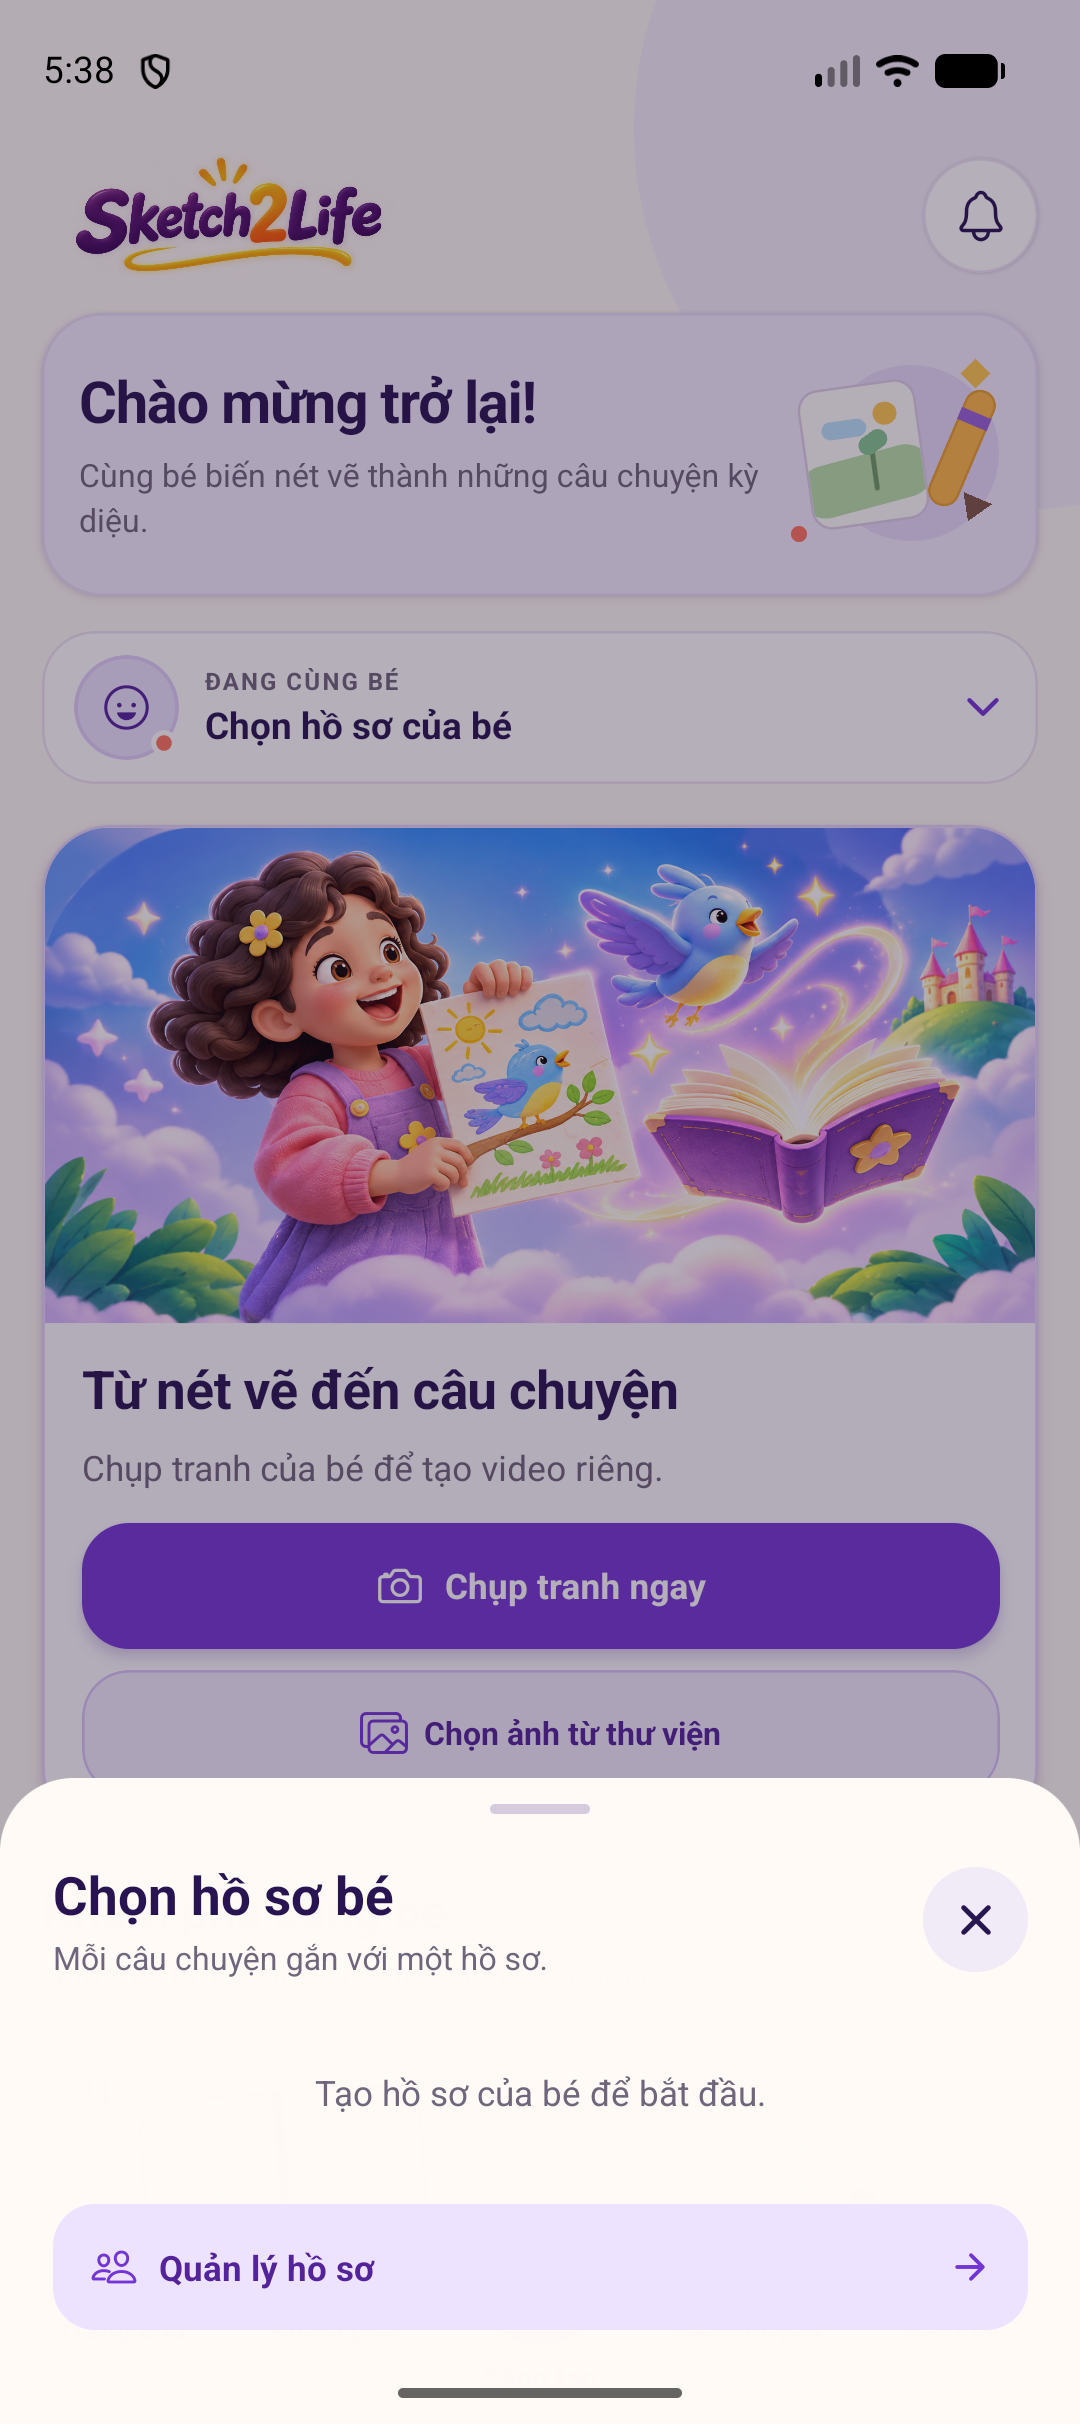 5:38
Sketch2Life
Chào mừng trở lại!
Cùng bé biến nét vẽ thành những câu chuyện kỳ
diệu.
ĐANG CÙNG BÉ
Chọn hồ sơ của bé
Từ nét vẽ đến câu chuyện
Chụp tranh của bé để tạo video riêng.
Chụp tranh ngay
Chọn ảnh từ thư viện
Chọn hồ sơ bé
Mỗi câu chuyện gắn với một hồ sơ.
Tạo hồ sơ của bé để bắt đầu.
Quản lý hồ sơ